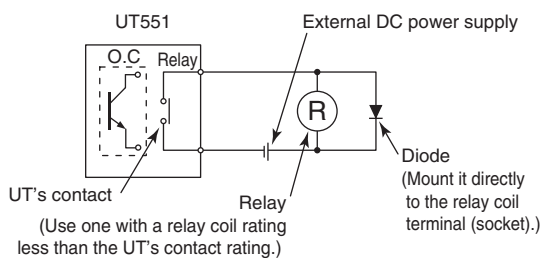 UT551
External DC power supply
O.C
Relay
R
Diode
(Mount it directly
to the relay coil
terminal (socket).)
UT's contact
Relay
(Use one with a relay coil rating
less than the UT's contact rating.)